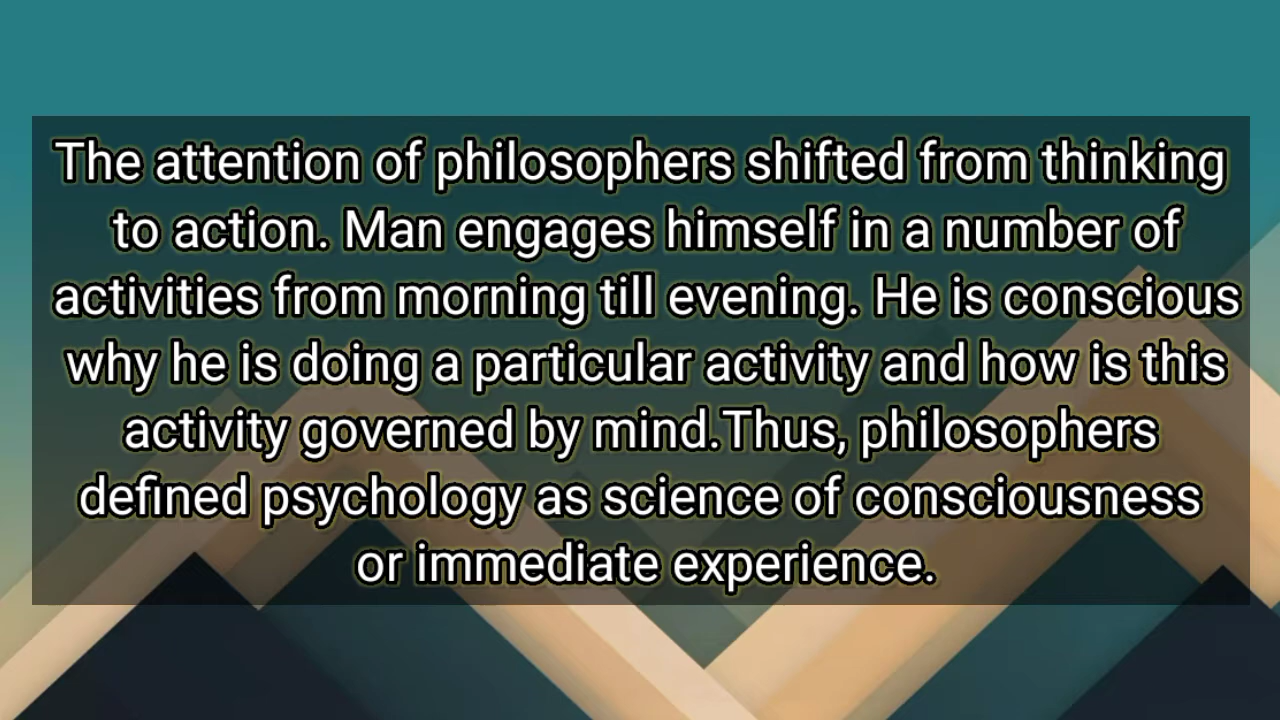 The attention of philosophers shifted from thinking
to action. Man engages himself in a number of
activities from morning till evening. He is conscious
why he is doing a particular activity and how is this
activity governed by mind.Thus, philosophers
defined psychology as science of consciousness
or immediate experience.